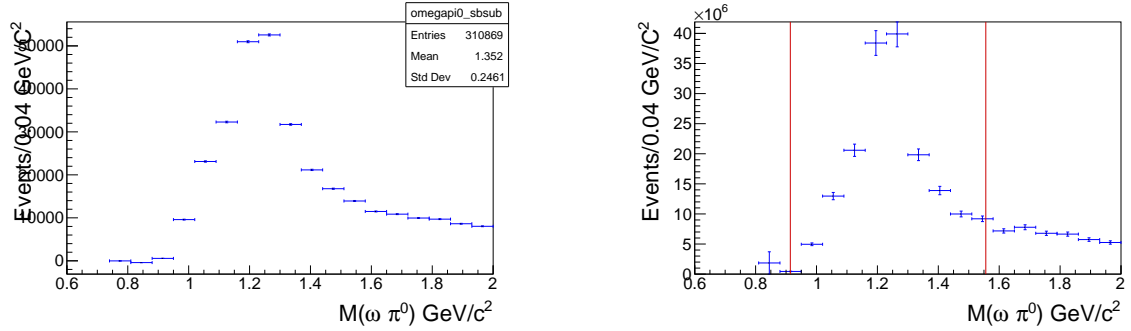 omegapi0_sbsub
Entries 310869
Mean 1.352
Std Dev 0.2461
Events/0.04 GeV/C²
50000
40000
30000
20000
10000
0
0.6 0.8 1 1.2 1.4 1.6 1.8 2
M(ω π⁰) GeV/c²
×10⁶
Events/0.04 GeV/C²
40
35
30
25
20
15
10
5
0
0.6 0.8 1 1.2 1.4 1.6 1.8 2
M(ω π⁰) GeV/c²